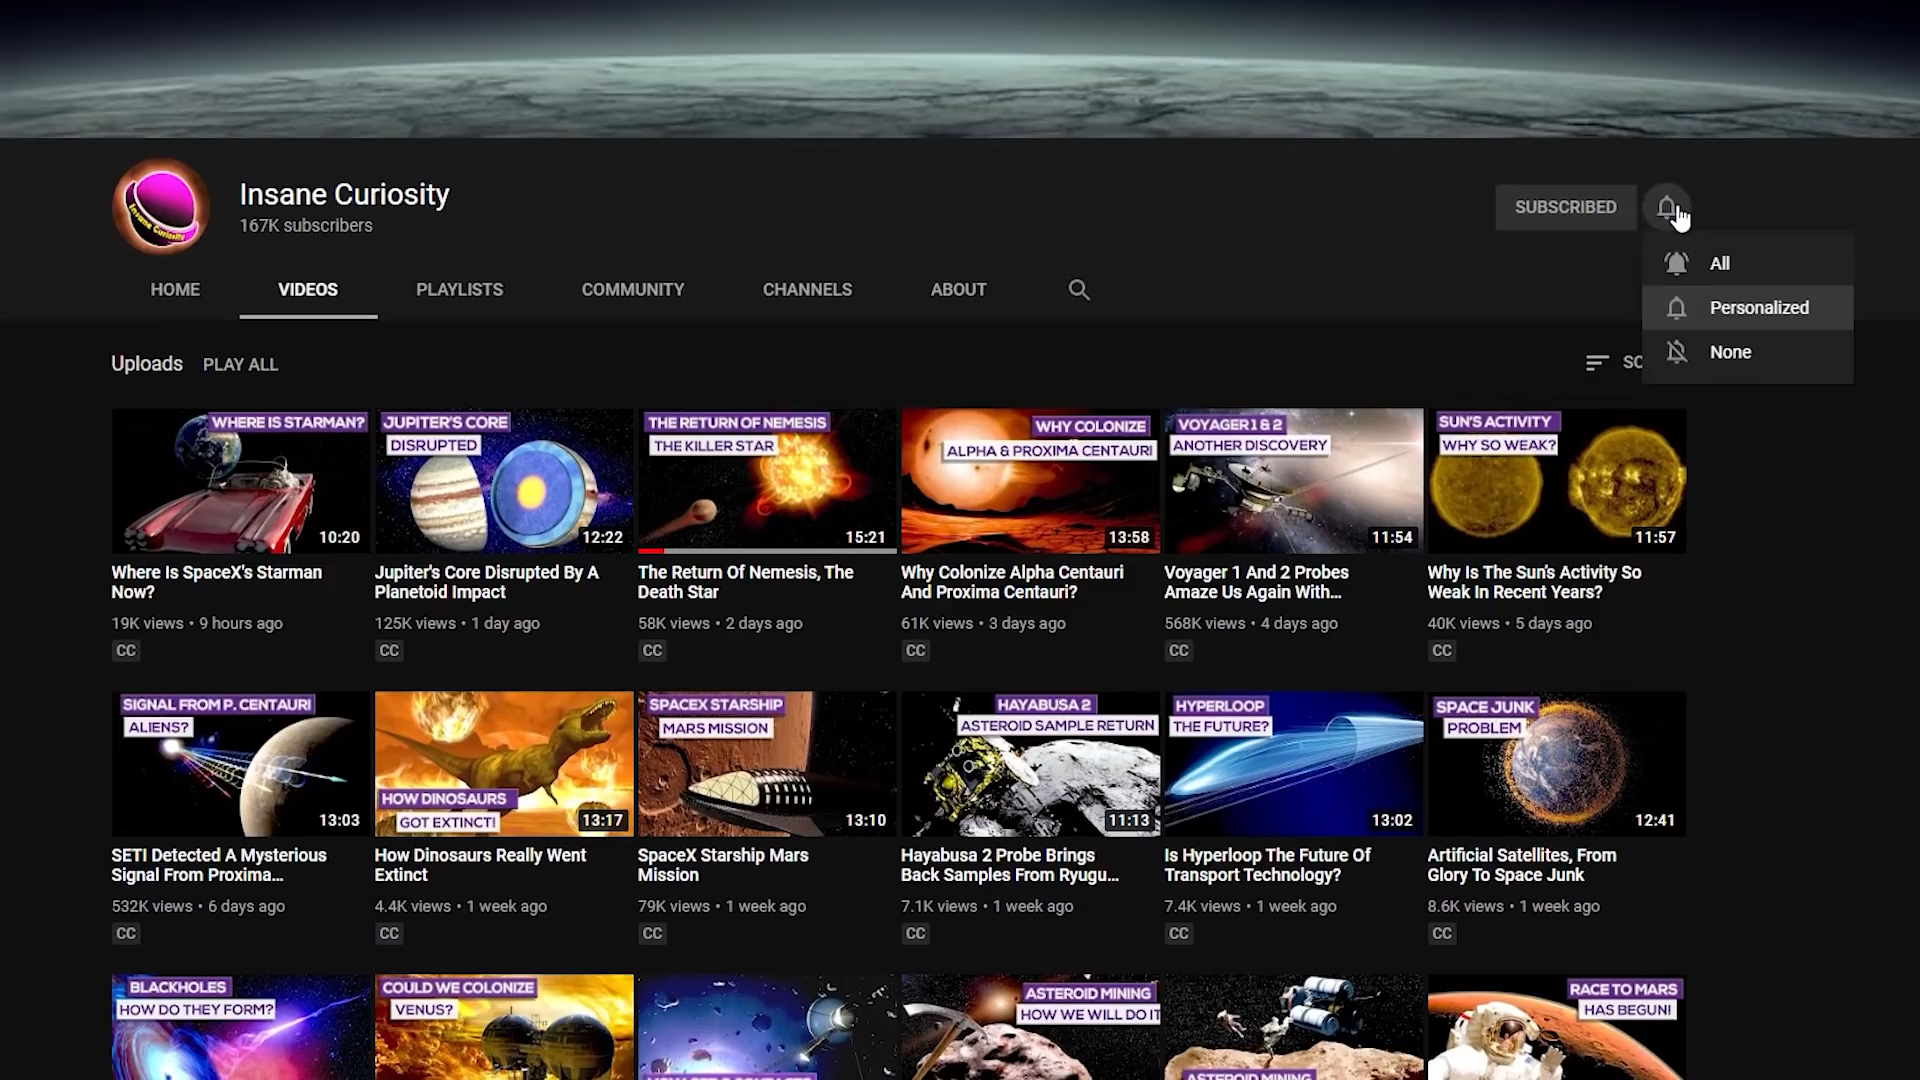 Insane Curiosity
Insane Curiosity
167K subscribers
SUBSCRIBED
All
Personalized
None
HOME
VIDEOS
PLAYLISTS
COMMUNITY
CHANNELS
ABOUT
Uploads
PLAY ALL
WHERE IS STARMAN?
10:20
JUPITER'S CORE
DISRUPTED
12:22
THE RETURN OF NEMESIS
THE KILLER STAR
15:21
WHY COLONIZE
ALPHA & PROXIMA CENTAURI
13:58
VOYAGER 1 & 2
ANOTHER DISCOVERY
11:54
SUN'S ACTIVITY
WHY SO WEAK?
11:57
Where Is SpaceX's Starman
Now?
19K views • 9 hours ago
CC
Jupiter's Core Disrupted By A
Planetoid Impact
125K views • 1 day ago
CC
The Return Of Nemesis, The
Death Star
58K views • 2 days ago
CC
Why Colonize Alpha Centauri
And Proxima Centauri?
61K views • 3 days ago
CC
Voyager 1 And 2 Probes
Amaze Us Again With...
568K views • 4 days ago
CC
Why Is The Sun's Activity So
Weak In Recent Years?
40K views • 5 days ago
CC
SIGNAL FROM P. CENTAURI
ALIENS?
13:03
HOW DINOSAURS
GOT EXTINCT!
13:17
SPACEX STARSHIP
MARS MISSION
13:10
HAYABUSA 2
ASTEROID SAMPLE RETURN
11:13
HYPERLOOP
THE FUTURE?
13:02
SPACE JUNK
PROBLEM
12:41
SETI Detected A Mysterious
Signal From Proxima...
532K views • 6 days ago
CC
How Dinosaurs Really Went
Extinct
4.4K views • 1 week ago
CC
SpaceX Starship Mars
Mission
79K views • 1 week ago
CC
Hayabusa 2 Probe Brings
Back Samples From Ryugu...
7.1K views • 1 week ago
CC
Is Hyperloop The Future Of
Transport Technology?
7.4K views • 1 week ago
CC
Artificial Satellites, From
Glory To Space Junk
8.6K views • 1 week ago
CC
BLACKHOLES
HOW DO THEY FORM?
COULD WE COLONIZE
VENUS?
ASTEROID MINING
HOW WE WILL DO IT
ASTEROID MINING
RACE TO MARS
HAS BEGUN!